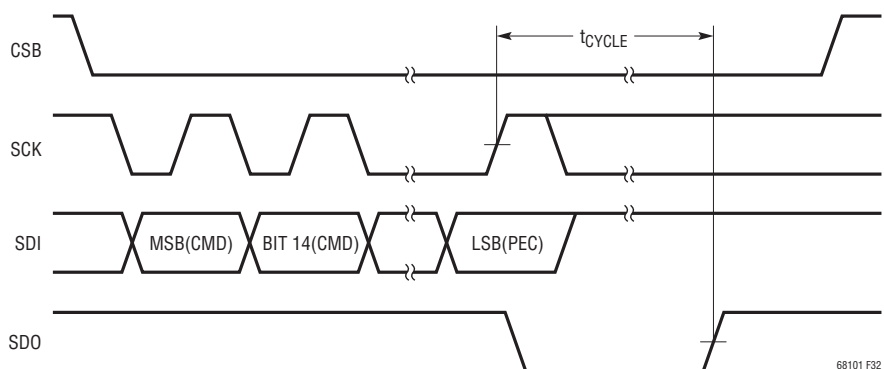 CSB
tCYCLE
SCK
SDI
MSB(CMD)
BIT 14(CMD)
LSB(PEC)
SDO
68101 F32